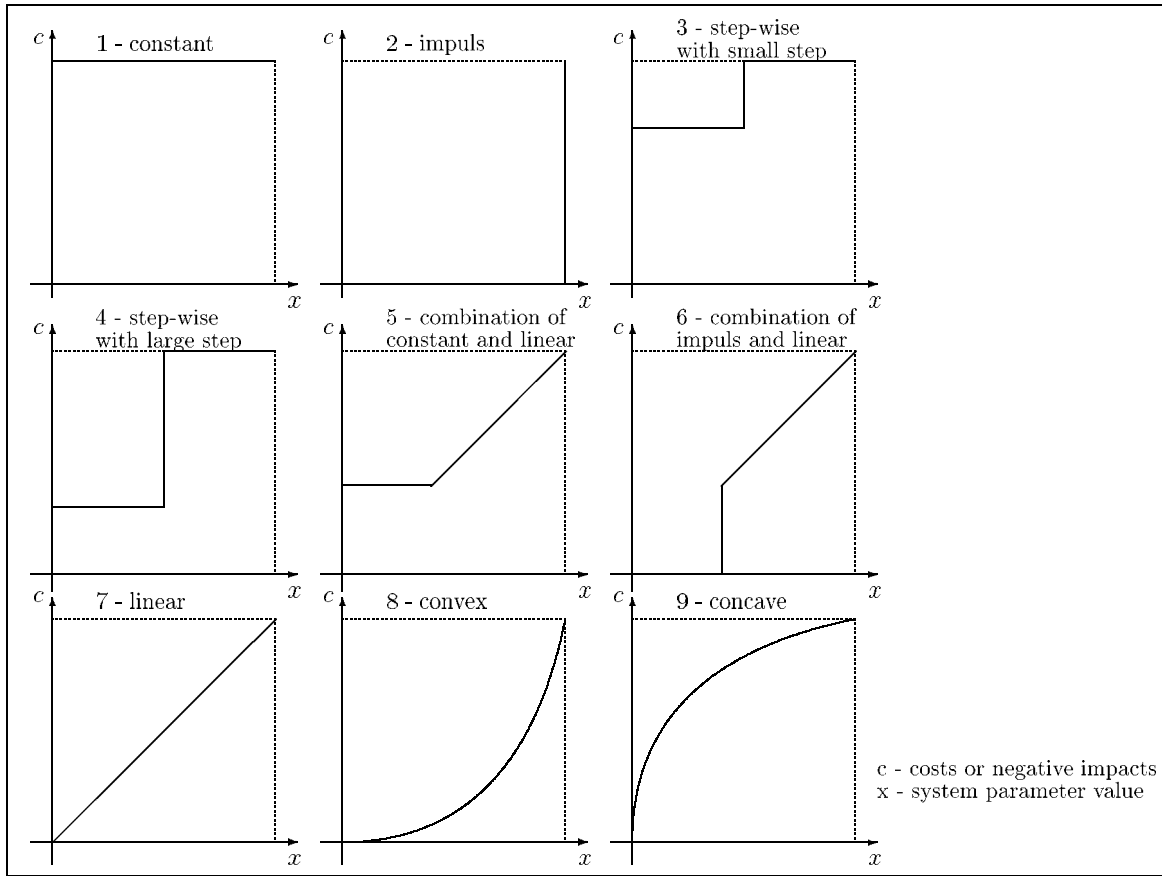 c
1 - constant
x
c
2 - impuls
x
c
3 - step-wise
with small step
x
c
4 - step-wise
with large step
x
c
5 - combination of
constant and linear
x
c
6 - combination of
impuls and linear
x
c
7 - linear
x
c
8 - convex
x
c
9 - concave
x
c - costs or negative impacts
x - system parameter value